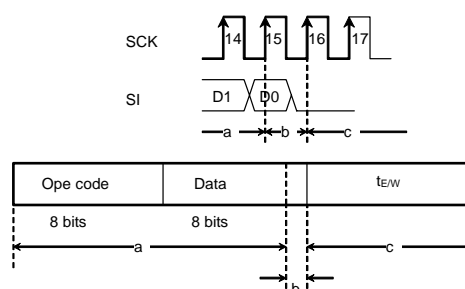 SCK 14 15 16 17
SI D1 D0
a b c
Ope code Data tE/W
8 bits 8 bits
a c
b